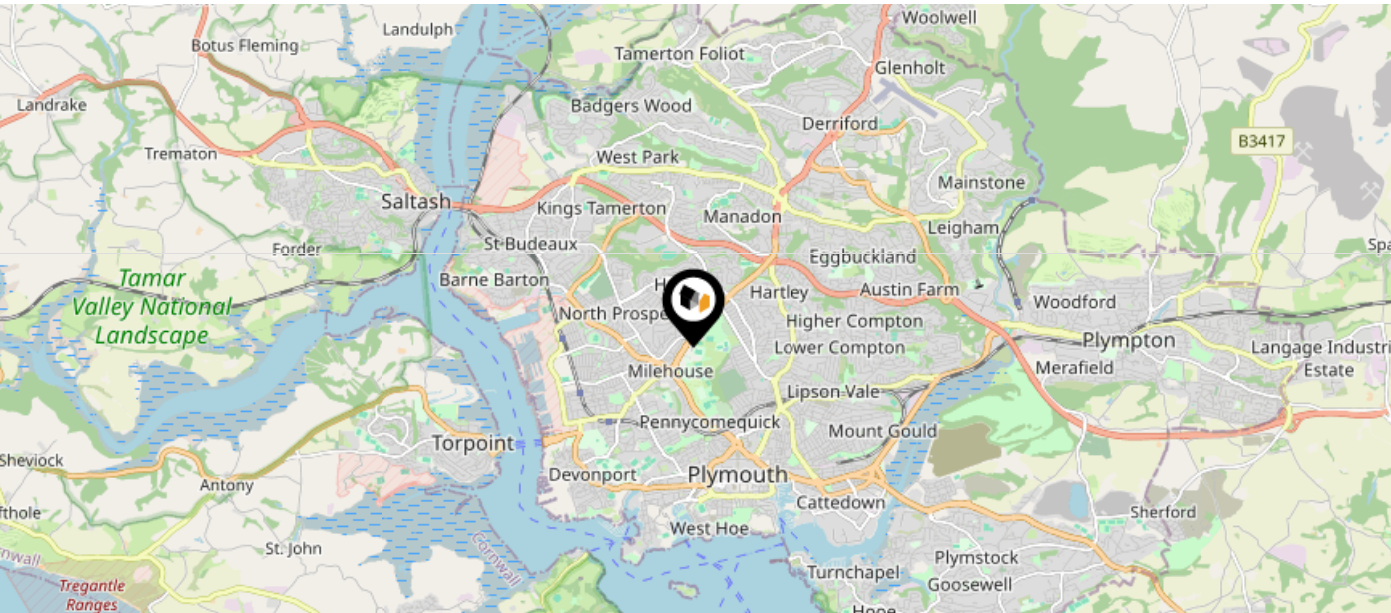 Landulph
Woolwell
Botus Fleming
Tamerton Foliot
Glenholt
Landrake
Badgers Wood
Derriford
B3417
Trematon
West Park
Mainstone
Saltash
Kings Tamerton
Manadon
Leigham
Forder
St Budeaux
Eggbuckland
Tamar
Valley National
Landscape
Barne Barton
Hartley
Austin Farm
Woodford
North
Higher Compton
Plympton
Lower Compton
Merafield
Langage
Estate
Milehouse
Lipson Vale
Pennycomequick
Mount Gould
Torpoint
Sheviock
Antony
Devonport
Plymouth
Cattedown
Sherford
West Hoe
St. John
Cornwall
Plymstock
Turnchapel
Goosewell
Tregantle
Ranges